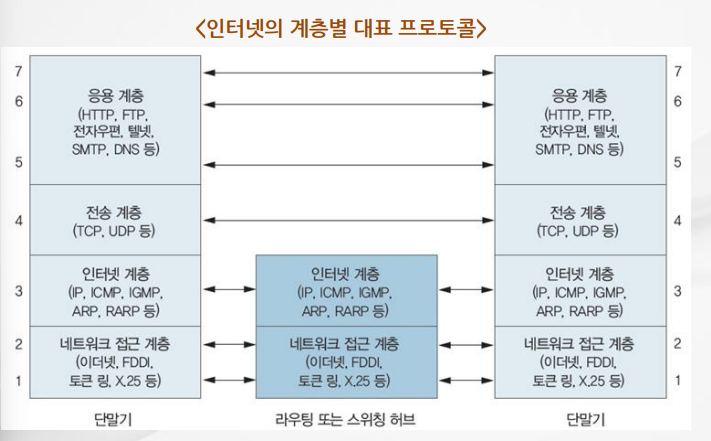 <인터넷의 계층별 대표 프로토콜>
7
6
5
4
3
2
1
응용 계층
(HTTP, FTP,
전자우편, 텔넷,
SMTP, DNS 등)
전송 계층
(TCP, UDP 등)
인터넷 계층
(IP, ICMP, IGMP,
ARP, RARP 등)
네트워크 접근 계층
(이더넷, FDDI,
토큰 링, X.25 등)
단말기
인터넷 계층
(IP, ICMP, IGMP,
ARP, RARP 등)
네트워크 접근 계층
(이더넷, FDDI,
토큰 링, X.25 등)
라우팅 또는 스위칭 허브
응용 계층
(HTTP, FTP,
전자우편, 텔넷,
SMTP, DNS 등)
전송 계층
(TCP, UDP 등)
인터넷 계층
(IP, ICMP, IGMP,
ARP, RARP 등)
네트워크 접근 계층
(이더넷, FDDI,
토큰 링, X.25 등)
단말기
7
6
5
4
3
2
1